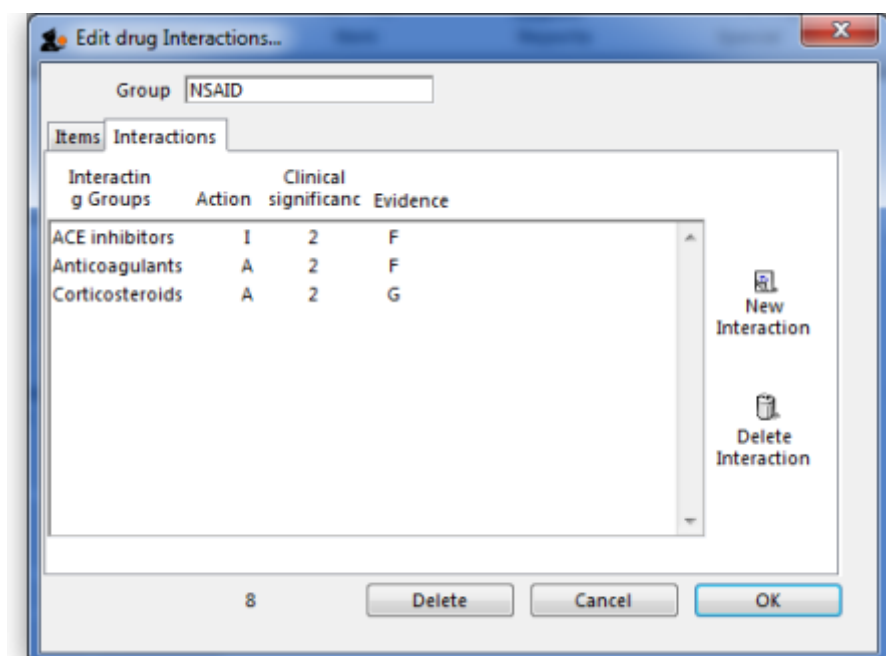 Edit drug Interactions...
Group NSAID
Items Interactions
Interactin Clinical
g Groups Action significanc Evidence
ACE inhibitors I 2 F
Anticoagulants A 2 F
Corticosteroids A 2 G
New
Interaction
Delete
Interaction
8 Delete Cancel OK